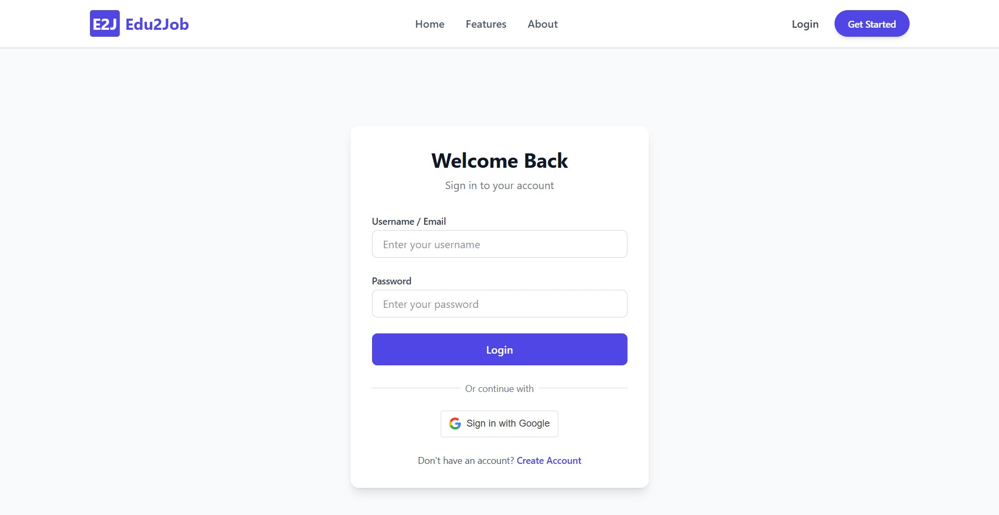 E2J Edu2Job Home Features About Login Get Started
Welcome Back
Sign in to your account
Username / Email
Enter your username
Password
Enter your password
Login
Or continue with
Sign in with Google
Don't have an account? Create Account